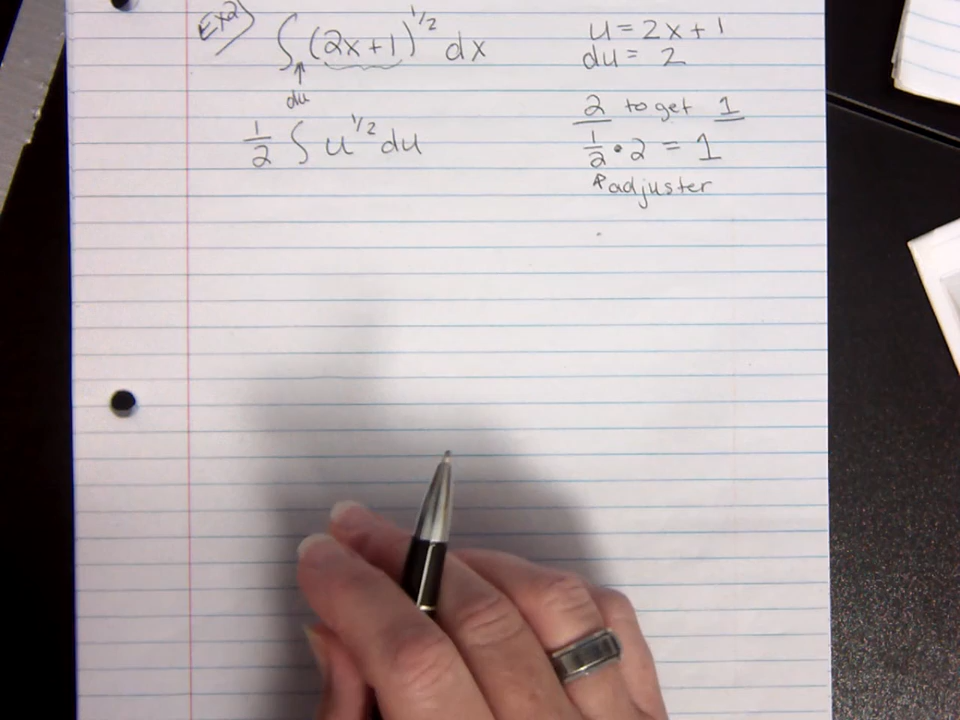 Ex2
∫ (2x+1)^1/2 dx
du
1/2 ∫ u^1/2 du
u = 2x+1
du = 2
2 to get 1
1/2 • 2 = 1
↑ adjuster